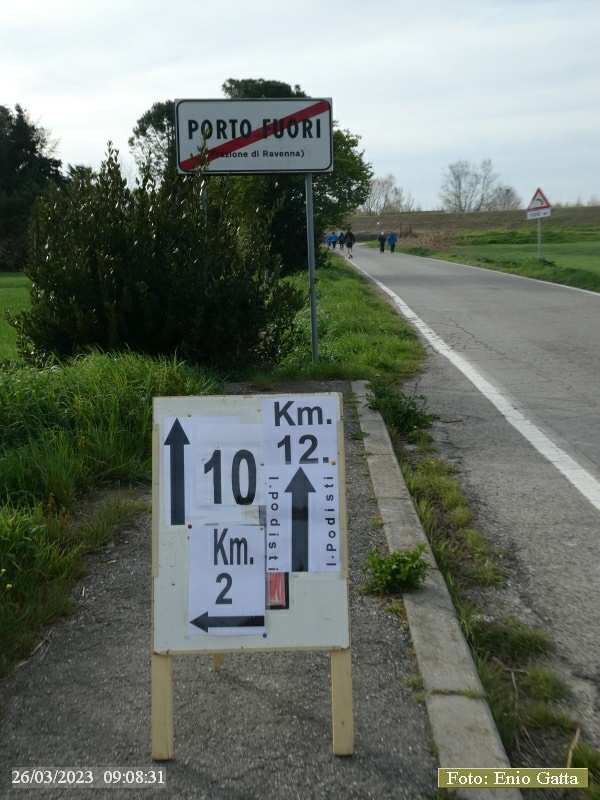 PORTO FUORI
(Frazione di Ravenna)
10
Km.
12.
I.Podisti
I.Podisti
Km.
2
26/03/2023 09:08:31
Foto: Enio Gatta